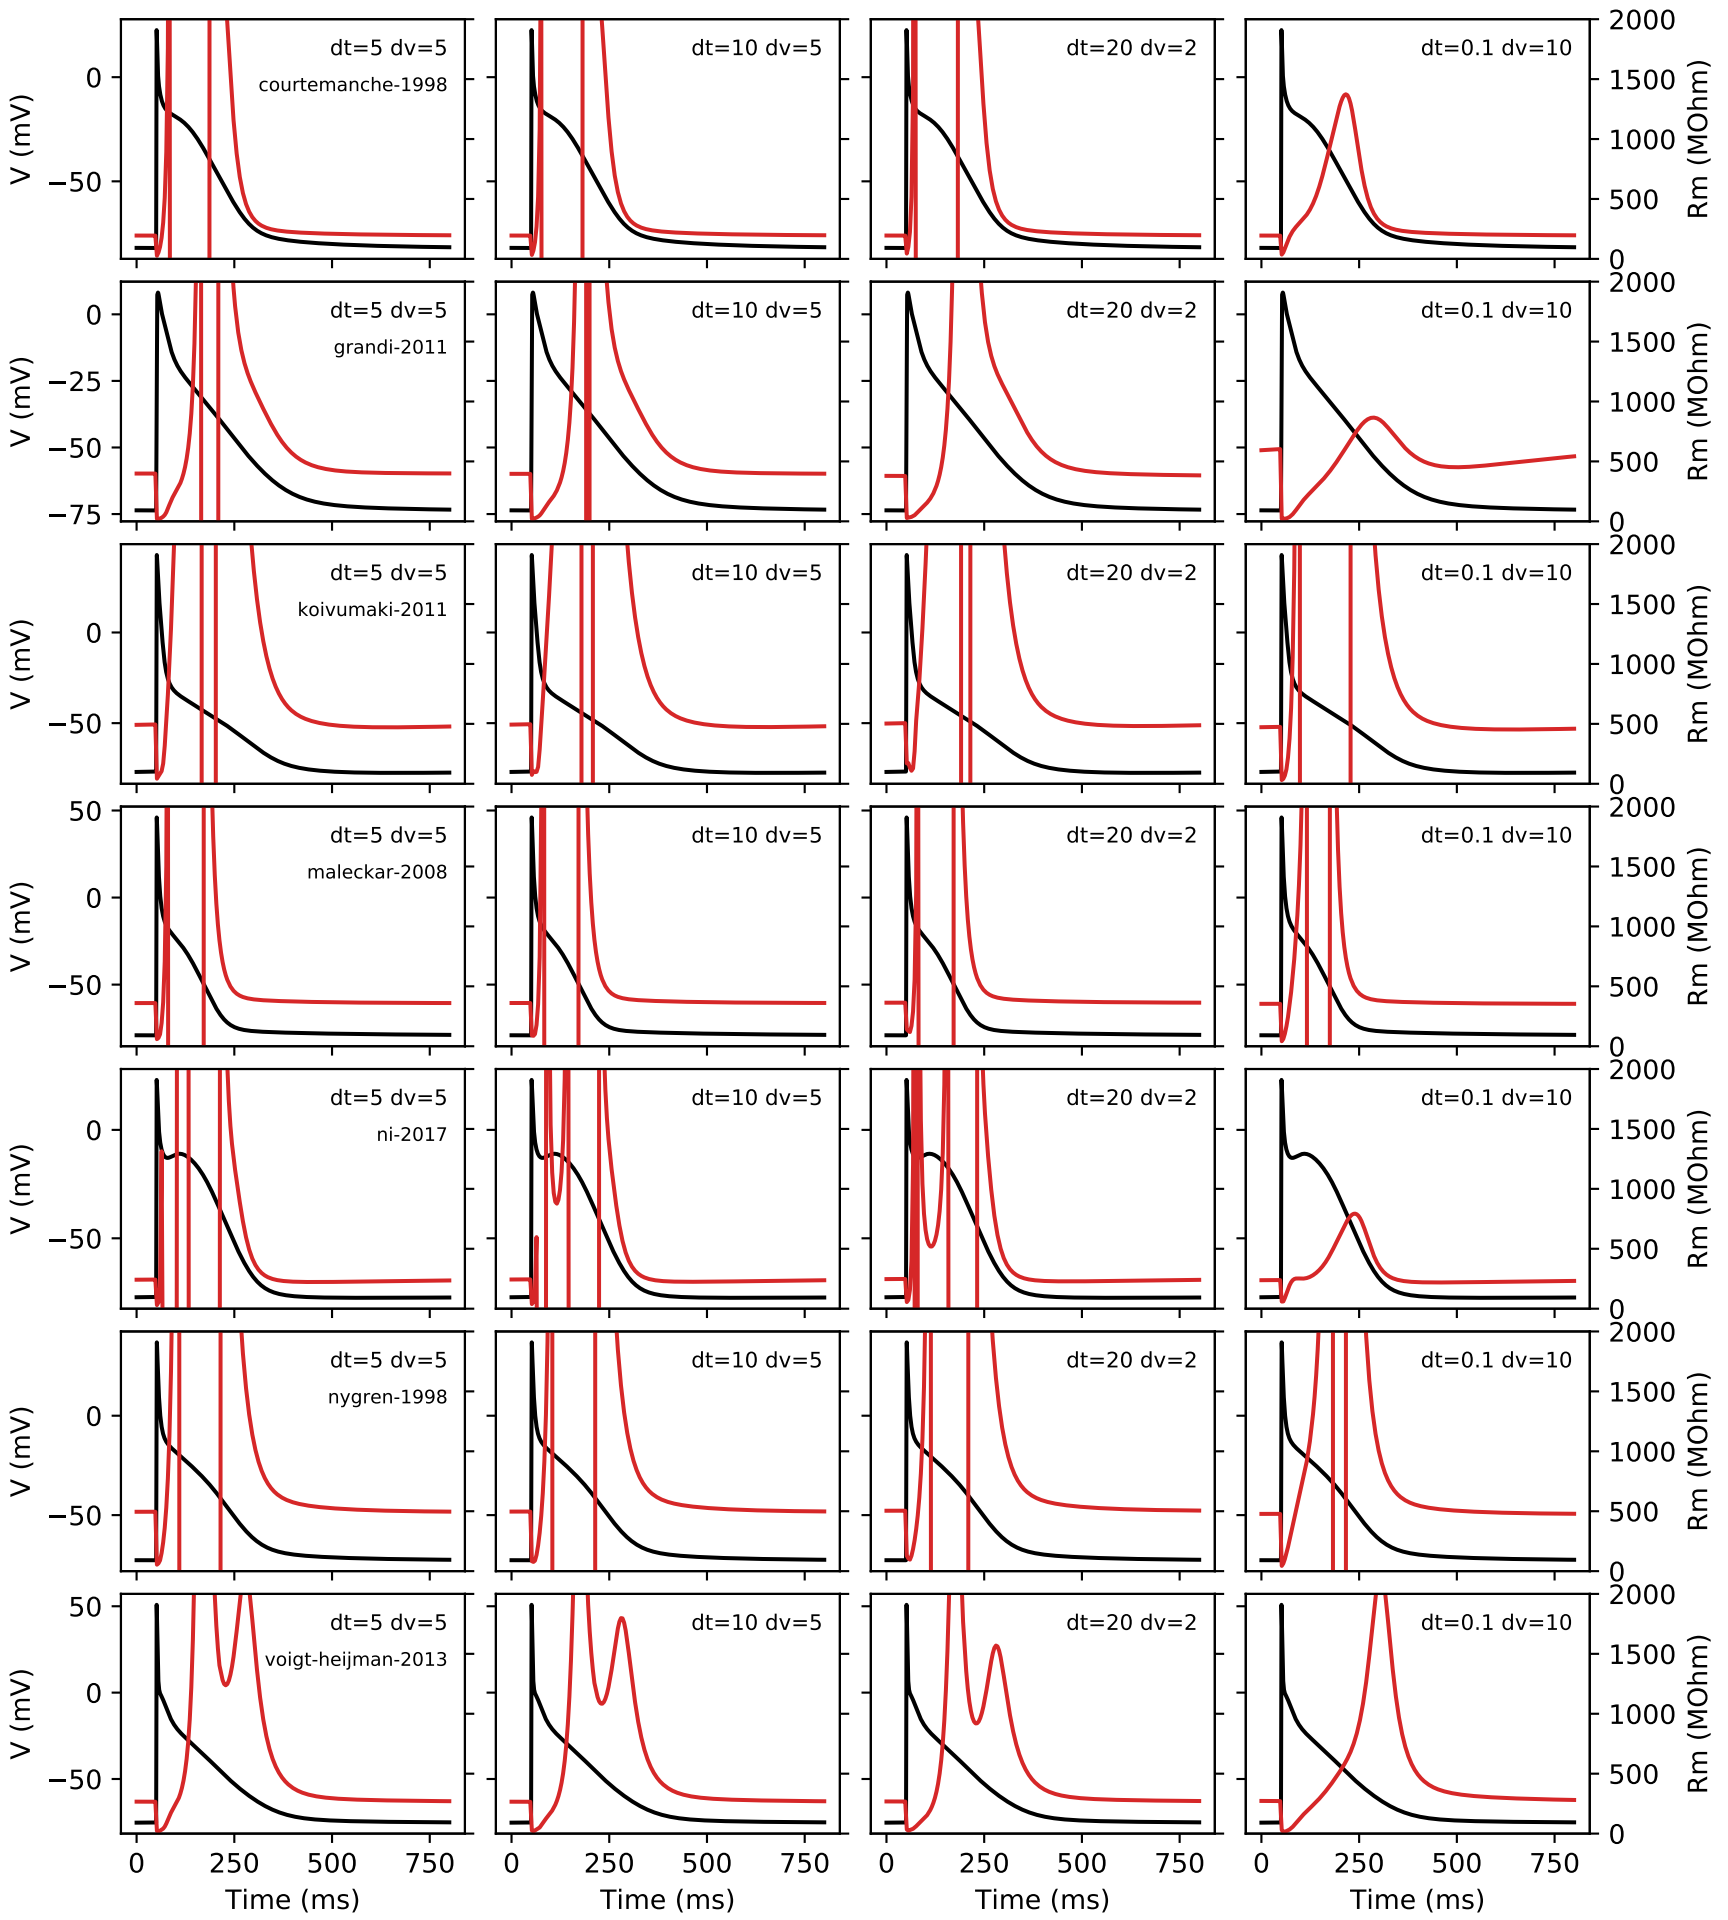 dt=5 dv=5
courtemanche-1998
dt=10 dv=5
dt=20 dv=2
dt=0.1 dv=10
V (mV)
0
−50
2000
1500
1000
500
0
Rm (MOhm)
dt=5 dv=5
grandi-2011
dt=10 dv=5
dt=20 dv=2
dt=0.1 dv=10
V (mV)
0
−25
−50
−75
2000
1500
1000
500
0
Rm (MOhm)
dt=5 dv=5
koivumaki-2011
dt=10 dv=5
dt=20 dv=2
dt=0.1 dv=10
V (mV)
0
−50
2000
1500
1000
500
0
Rm (MOhm)
dt=5 dv=5
maleckar-2008
dt=10 dv=5
dt=20 dv=2
dt=0.1 dv=10
V (mV)
50
0
−50
2000
1500
1000
500
0
Rm (MOhm)
dt=5 dv=5
ni-2017
dt=10 dv=5
dt=20 dv=2
dt=0.1 dv=10
V (mV)
0
−50
2000
1500
1000
500
0
Rm (MOhm)
dt=5 dv=5
nygren-1998
dt=10 dv=5
dt=20 dv=2
dt=0.1 dv=10
V (mV)
0
−50
2000
1500
1000
500
0
Rm (MOhm)
dt=5 dv=5
voigt-heijman-2013
dt=10 dv=5
dt=20 dv=2
dt=0.1 dv=10
V (mV)
50
0
−50
2000
1500
1000
500
0
Rm (MOhm)
0 250 500 750
0 250 500 750
0 250 500 750
0 250 500 750
Time (ms)
Time (ms)
Time (ms)
Time (ms)